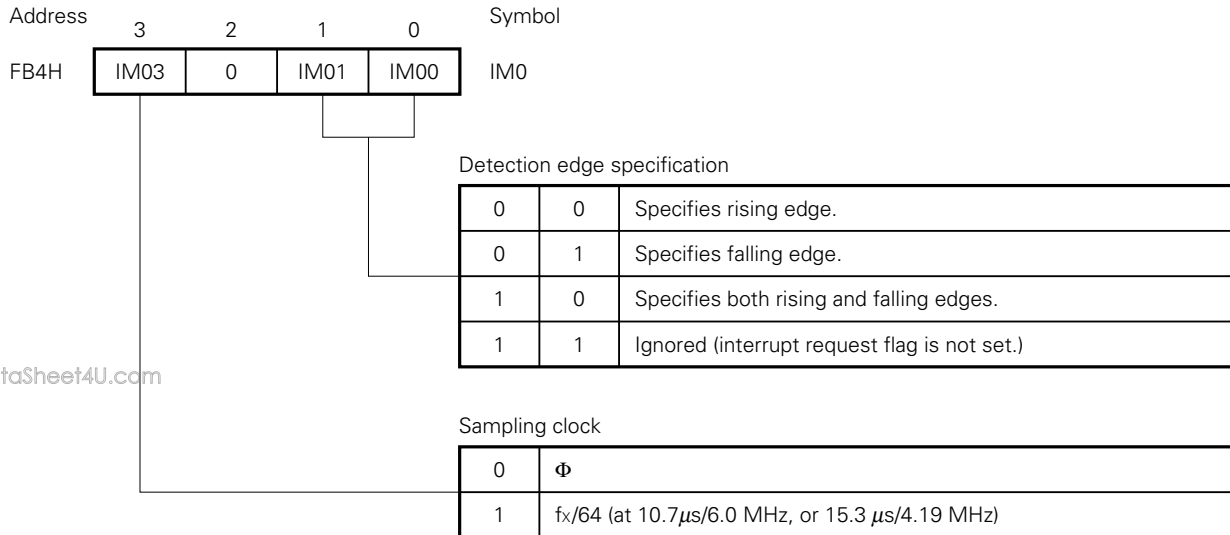 Address 3 2 1 0 Symbol
FB4H IM03 0 IM01 IM00 IM0
Detection edge specification
0 0 Specifies rising edge.
0 1 Specifies falling edge.
1 0 Specifies both rising and falling edges.
1 1 Ignored (interrupt request flag is not set.)
taSheet4U.com
Sampling clock
0 Φ
1 fx/64 (at 10.7μs/6.0 MHz, or 15.3 μs/4.19 MHz)